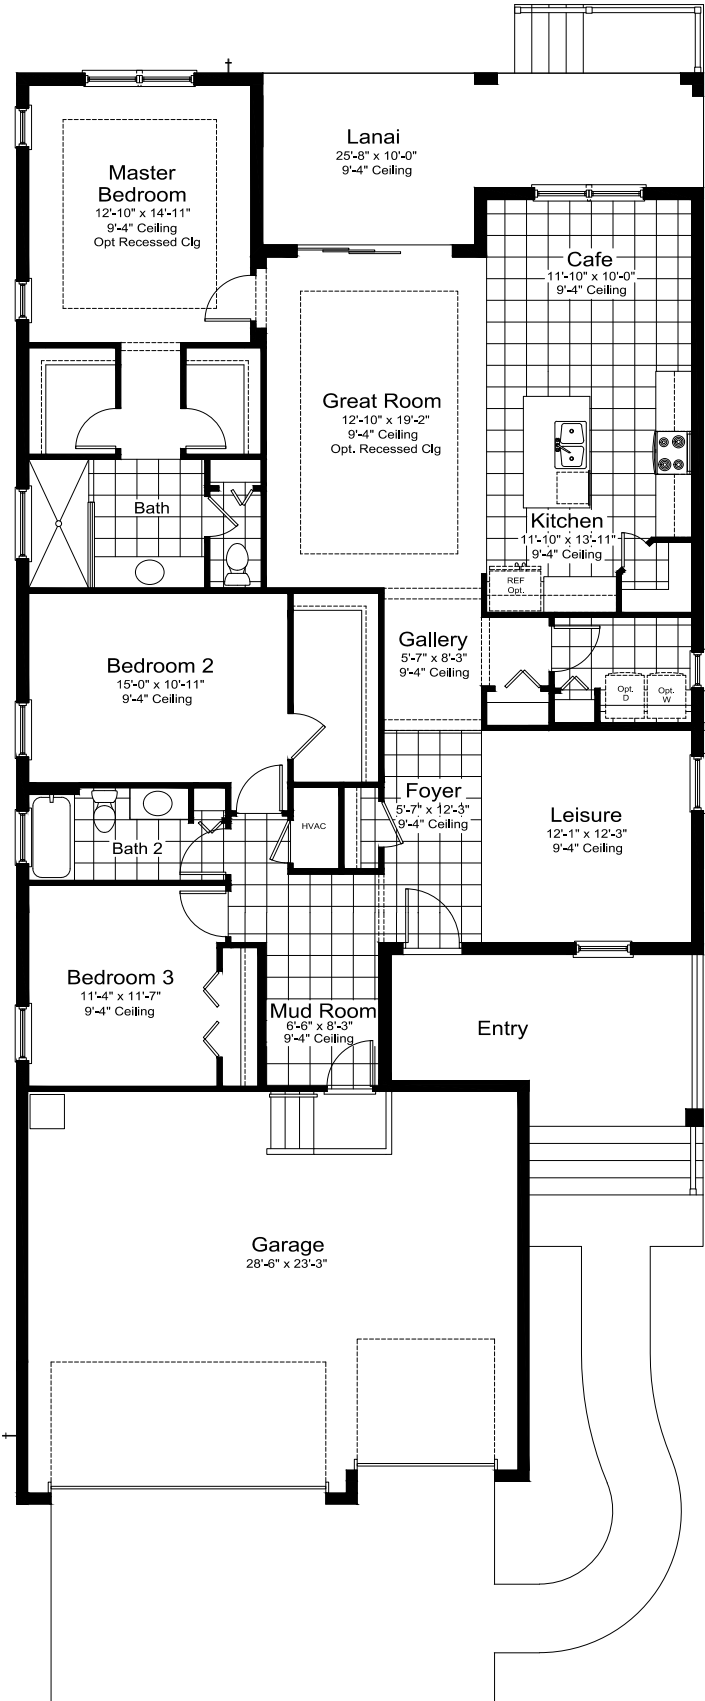 Lanai
25'-8" x 10'-0"
9'-4" Ceiling
Master
Bedroom
12'-10" x 14'-11"
9'-4" Ceiling
Opt Recessed Clg
Cafe
11'-10" x 10'-0"
9'-4" Ceiling
Great Room
12'-10" x 19'-2"
9'-4" Ceiling
Opt. Recessed Clg
Bath
Kitchen
11'-10" x 13'-11"
9'-4" Ceiling
REF
Opt.
Gallery
5'-7" x 8'-3"
9'-4" Ceiling
Bedroom 2
15'-0" x 10'-11"
9'-4" Ceiling
Opt.
D
Opt.
W
Foyer
5'-7" x 12'-3"
9'-4" Ceiling
Leisure
12'-1" x 12'-3"
9'-4" Ceiling
HVAC
Bath 2
Bedroom 3
11'-4" x 11'-7"
9'-4" Ceiling
Mud Room
6'-6" x 8'-3"
9'-4" Ceiling
Entry
Garage
28'-6" x 23'-3"